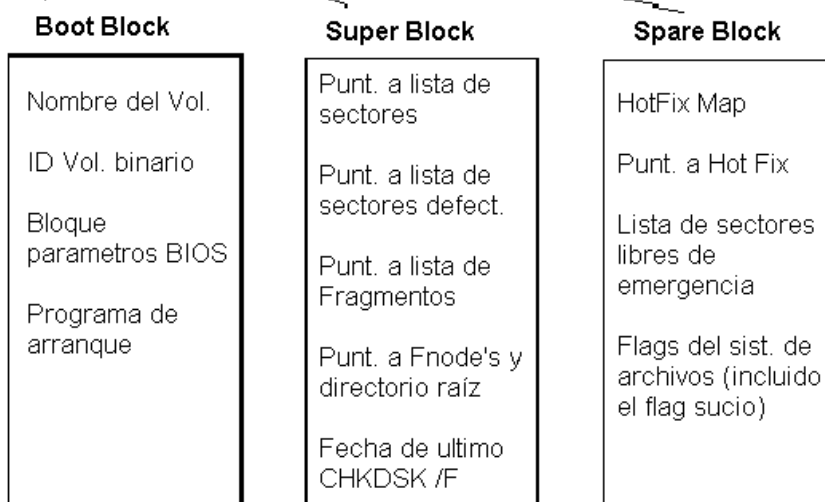 Boot Block
Nombre del Vol.
ID Vol. binario
Bloque
parametros BIOS
Programa de
arranque
Super Block
Punt. a lista de
sectores
Punt. a lista de
sectores defect.
Punt. a lista de
Fragmentos
Punt. a Fnode's y
directorio raíz
Fecha de ultimo
CHKDSK /F
Spare Block
HotFix Map
Punt. a Hot Fix
Lista de sectores
libres de
emergencia
Flags del sist. de
archivos (incluido
el flag sucio)